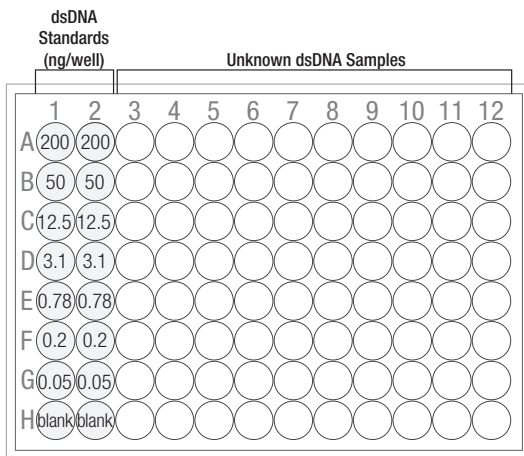 dsDNA
Standards
(ng/well)
Unknown dsDNA Samples
1 2 3 4 5 6 7 8 9 10 11 12
A 200 200
B 50 50
C 12.5 12.5
D 3.1 3.1
E 0.78 0.78
F 0.2 0.2
G 0.05 0.05
H blank blank